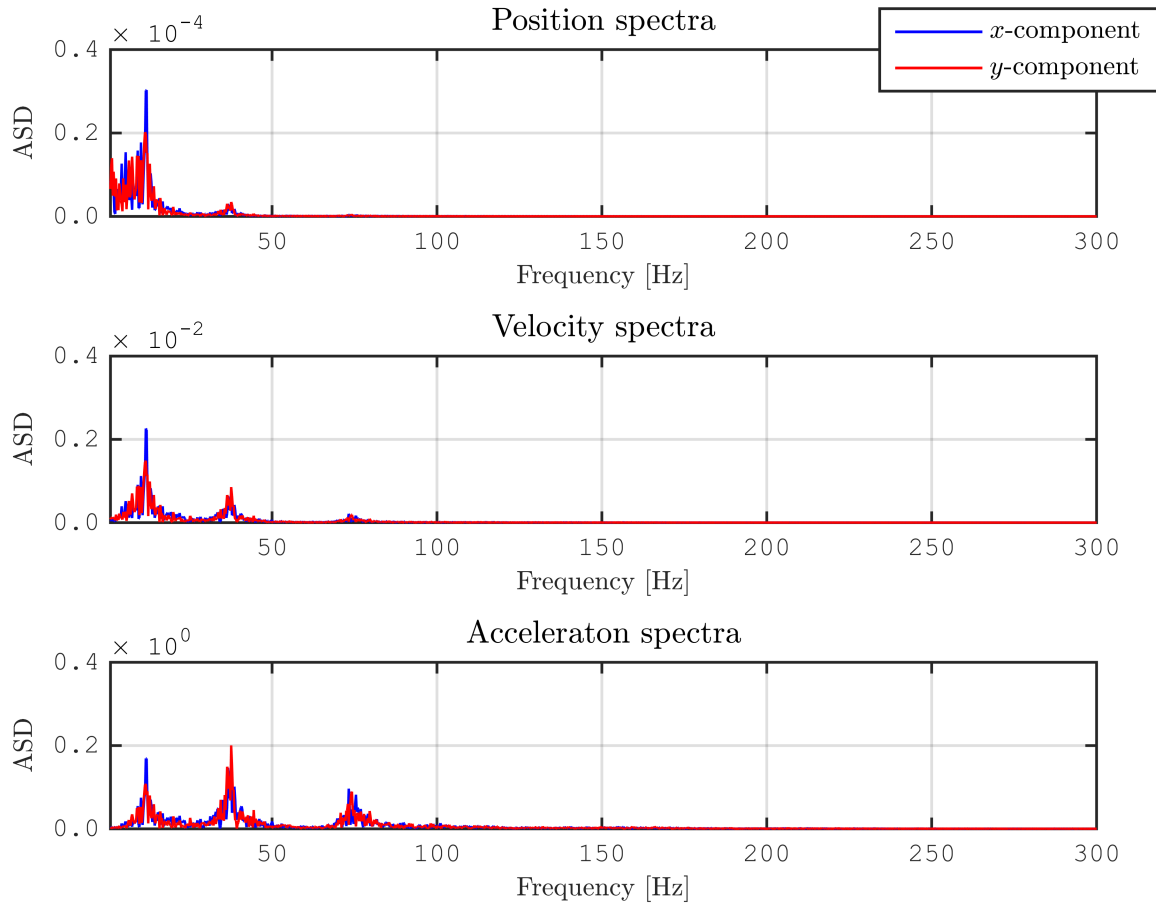 Position spectra
× 10^-4
x-component
y-component
0.4
0.2
0.0
ASD
50 100 150 200 250 300
Frequency [Hz]
Velocity spectra
× 10^-2
0.4
0.2
0.0
ASD
50 100 150 200 250 300
Frequency [Hz]
Acceleraton spectra
× 10^0
0.4
0.2
0.0
ASD
50 100 150 200 250 300
Frequency [Hz]